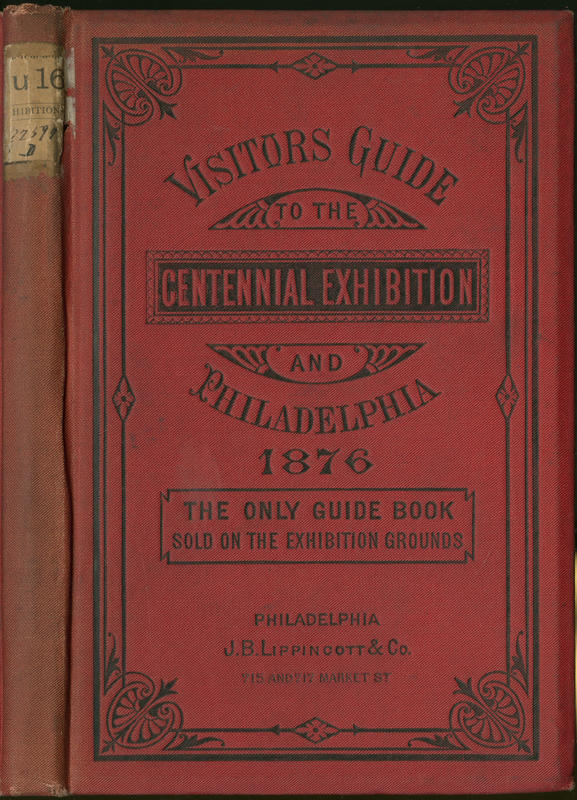 u 16
HIBITION
VISITORS GUIDE
TO THE
CENTENNIAL EXHIBITION
AND
PHILADELPHIA
1876
THE ONLY GUIDE BOOK
SOLD ON THE EXHIBITION GROUNDS
PHILADELPHIA
J.B. LIPPINCOTT & CO.
715 AND 717 MARKET ST